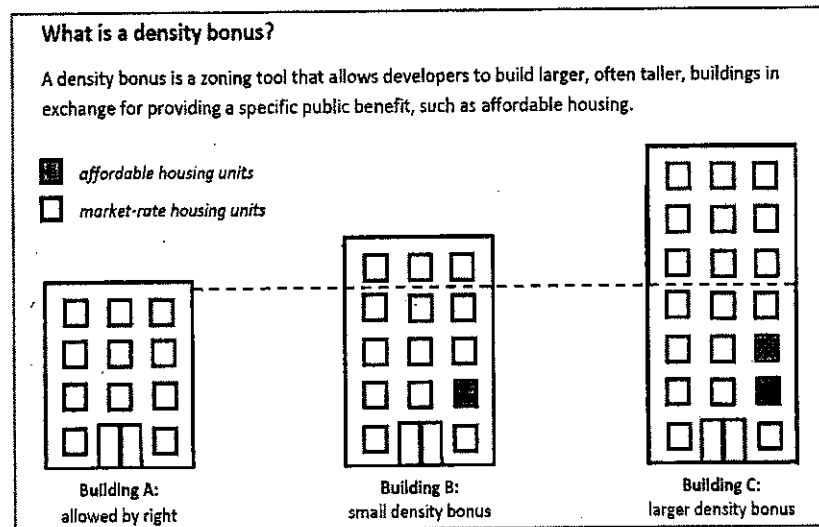 What is a density bonus?
A density bonus is a zoning tool that allows developers to build larger, often taller, buildings in
exchange for providing a specific public benefit, such as affordable housing.
affordable housing units
market-rate housing units
Building A:
allowed by right
Building B:
small density bonus
Building C:
larger density bonus